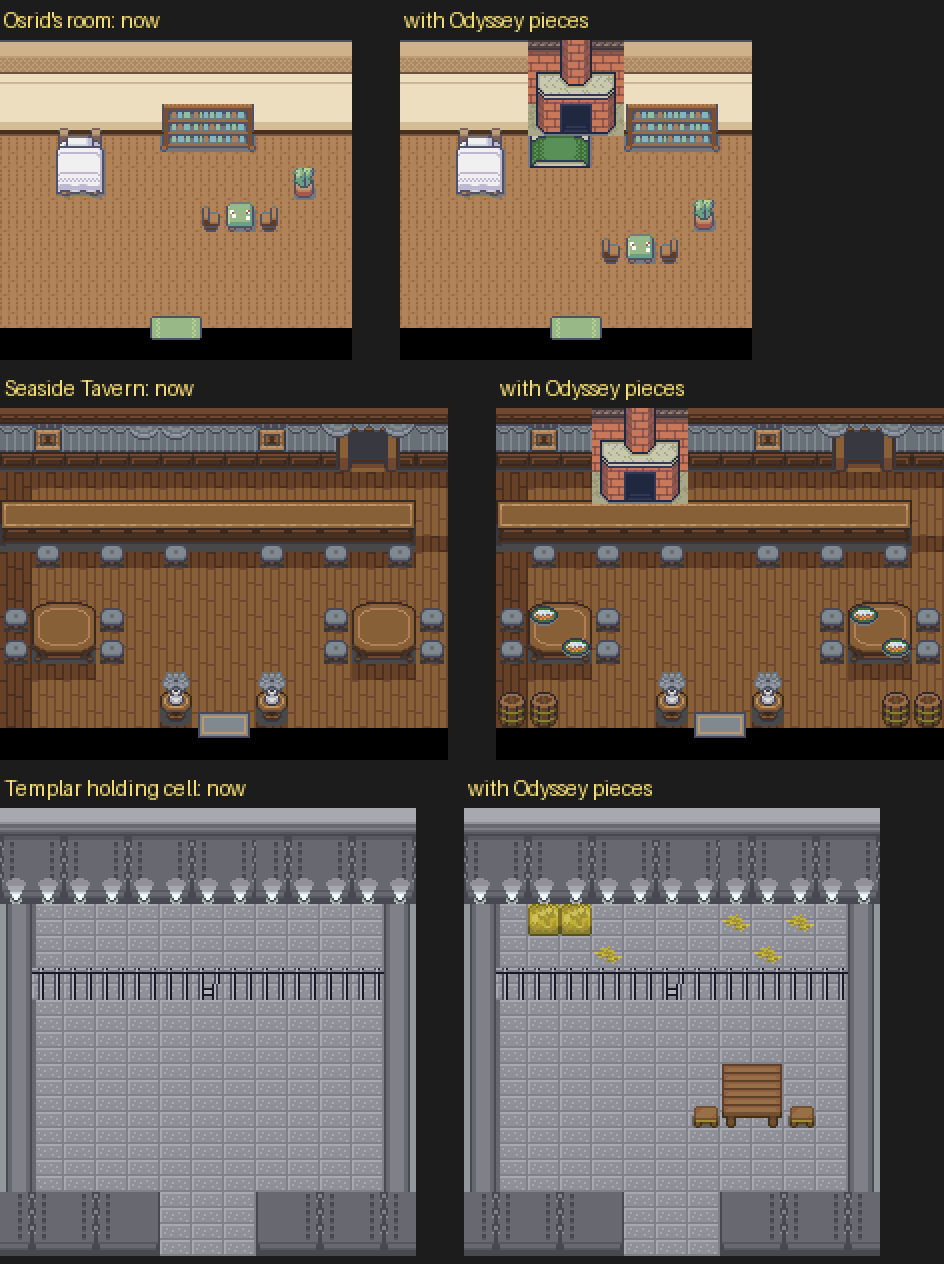 Osrid's room: now
with Odyssey pieces
Seaside Tavern: now
with Odyssey pieces
Templar holding cell: now
with Odyssey pieces